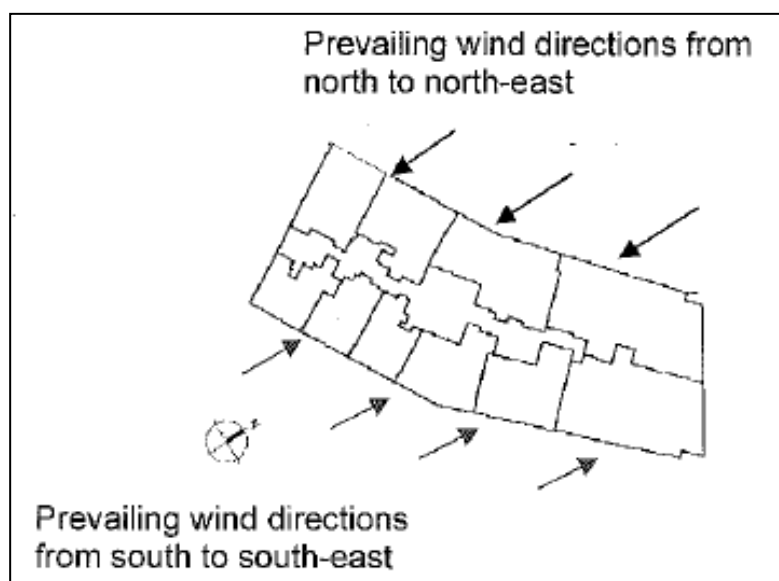 Prevailing wind directions from
north to north-east
z
Prevailing wind directions
from south to south-east